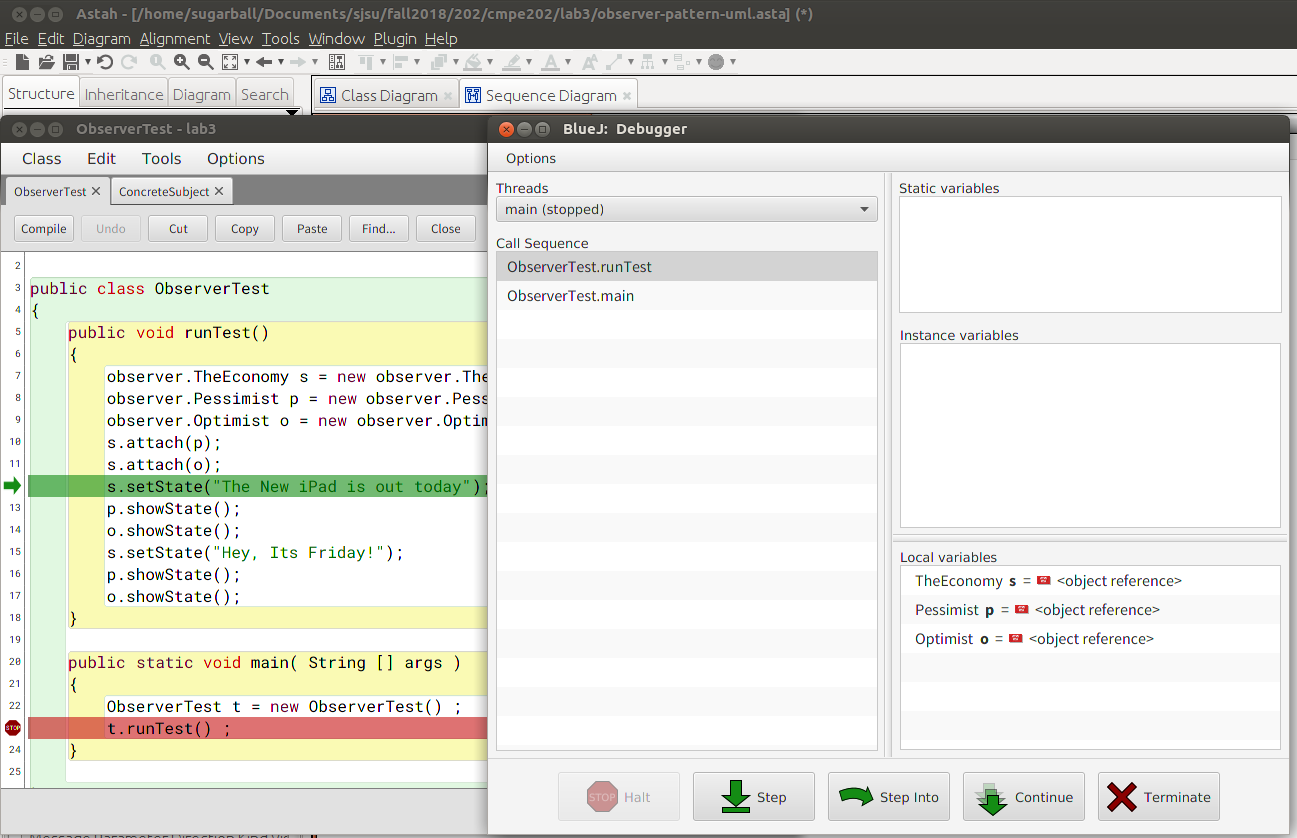 Astah - [/home/sugarball/Documents/sjsu/fall2018/202/cmpe202/lab3/observer-pattern-uml.asta] (*)
File Edit Diagram Alignment View Tools Window Plugin Help
Structure Inheritance Diagram Search
Class Diagram Sequence Diagram
ObserverTest - lab3
Class Edit Tools Options
ObserverTest ConcreteSubject
Compile Undo Cut Copy Paste Find... Close
2
3 public class ObserverTest
4 {
5 public void runTest()
6 {
7 observer.TheEconomy s = new observer.The
8 observer.Pessimist p = new observer.Pess
9 observer.Optimist o = new observer.Optim
10 s.attach(p);
11 s.attach(o);
s.setState("The New iPad is out today");
13 p.showState();
14 o.showState();
15 s.setState("Hey, Its Friday!");
16 p.showState();
17 o.showState();
18 }
19
20 public static void main( String [] args )
21 {
22 ObserverTest t = new ObserverTest() ;
STOP t.runTest() ;
24 }
25
BlueJ: Debugger
Options
Threads
main (stopped)
Call Sequence
ObserverTest.runTest
ObserverTest.main
Static variables
Instance variables
Local variables
TheEconomy s = <object reference>
Pessimist p = <object reference>
Optimist o = <object reference>
STOP Halt Step Step Into Continue Terminate